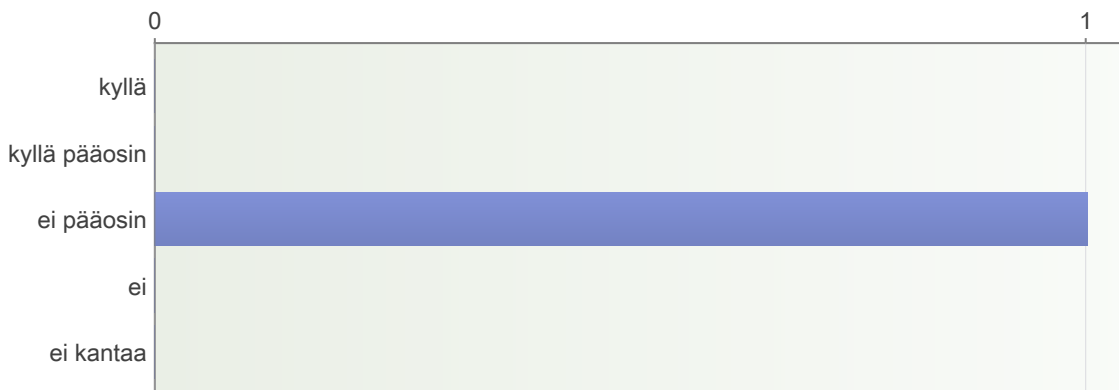 0 1
kyllä
kyllä pääosin
ei pääosin
ei
ei kantaa